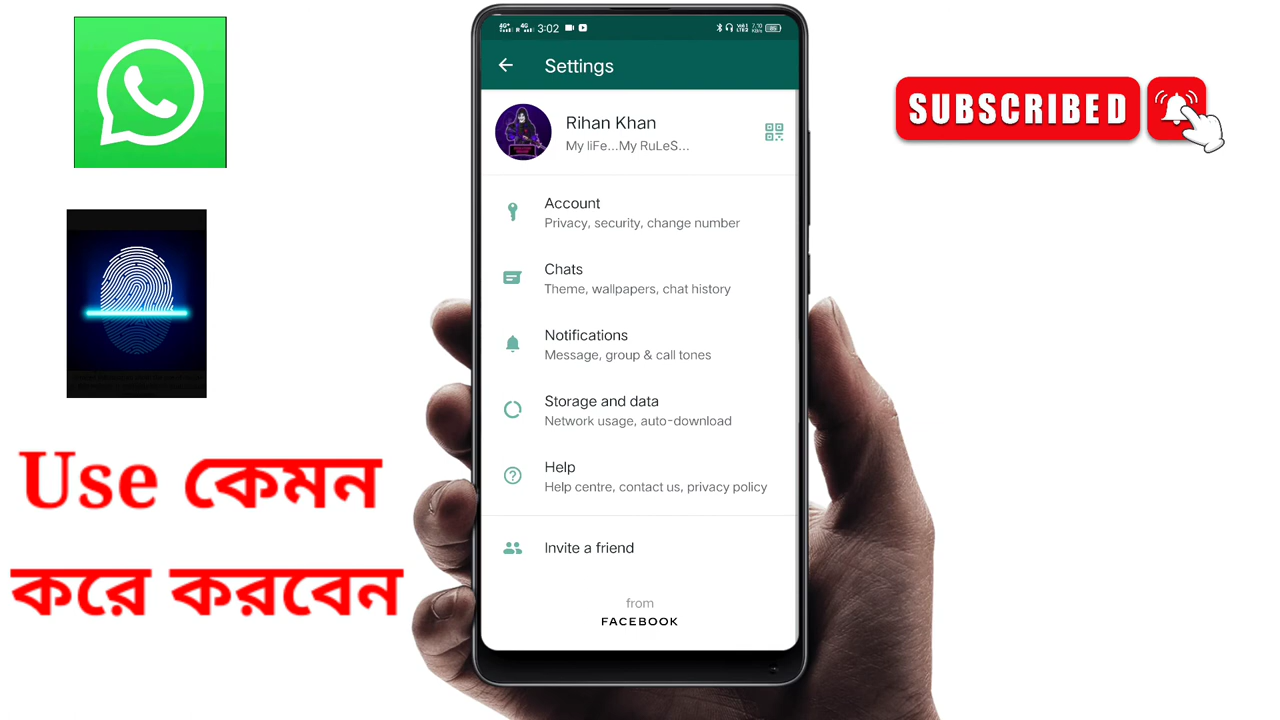 3:02
Settings
Rihan Khan
My liFe...My RuLeS...
Account
Privacy, security, change number
Chats
Theme, wallpapers, chat history
Notifications
Message, group & call tones
Storage and data
Network usage, auto-download
Help
Help centre, contact us, privacy policy
Invite a friend
from
FACEBOOK
SUBSCRIBED
Use কেমন
করে করবেন